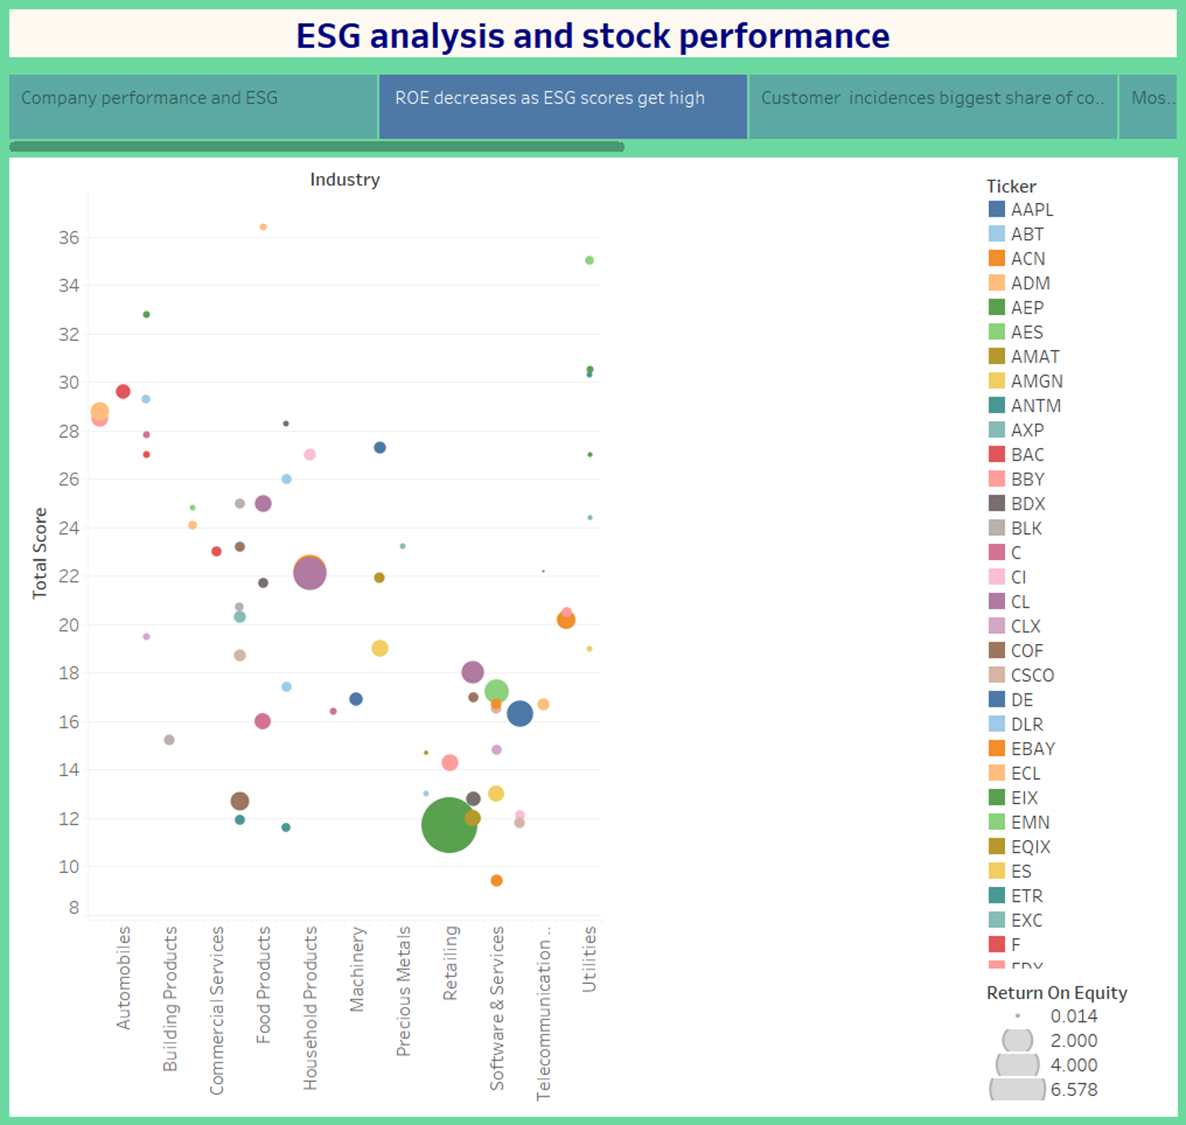 ESG analysis and stock performance
Company performance and ESG
ROE decreases as ESG scores get high
Customer incidences biggest share of co..
Mos..
Industry
Total Score
36
34
32
30
28
26
24
22
20
18
16
14
12
10
8
Automobiles
Building Products
Commercial Services
Food Products
Household Products
Machinery
Precious Metals
Retailing
Software & Services
Telecommunication ..
Utilities
Ticker
AAPL
ABT
ACN
ADM
AEP
AES
AMAT
AMGN
ANTM
AXP
BAC
BBY
BDX
BLK
C
CI
CL
CLX
COF
CSCO
DE
DLR
EBAY
ECL
EIX
EMN
EQIX
ES
ETR
EXC
F
Return On Equity
0.014
2.000
4.000
6.578